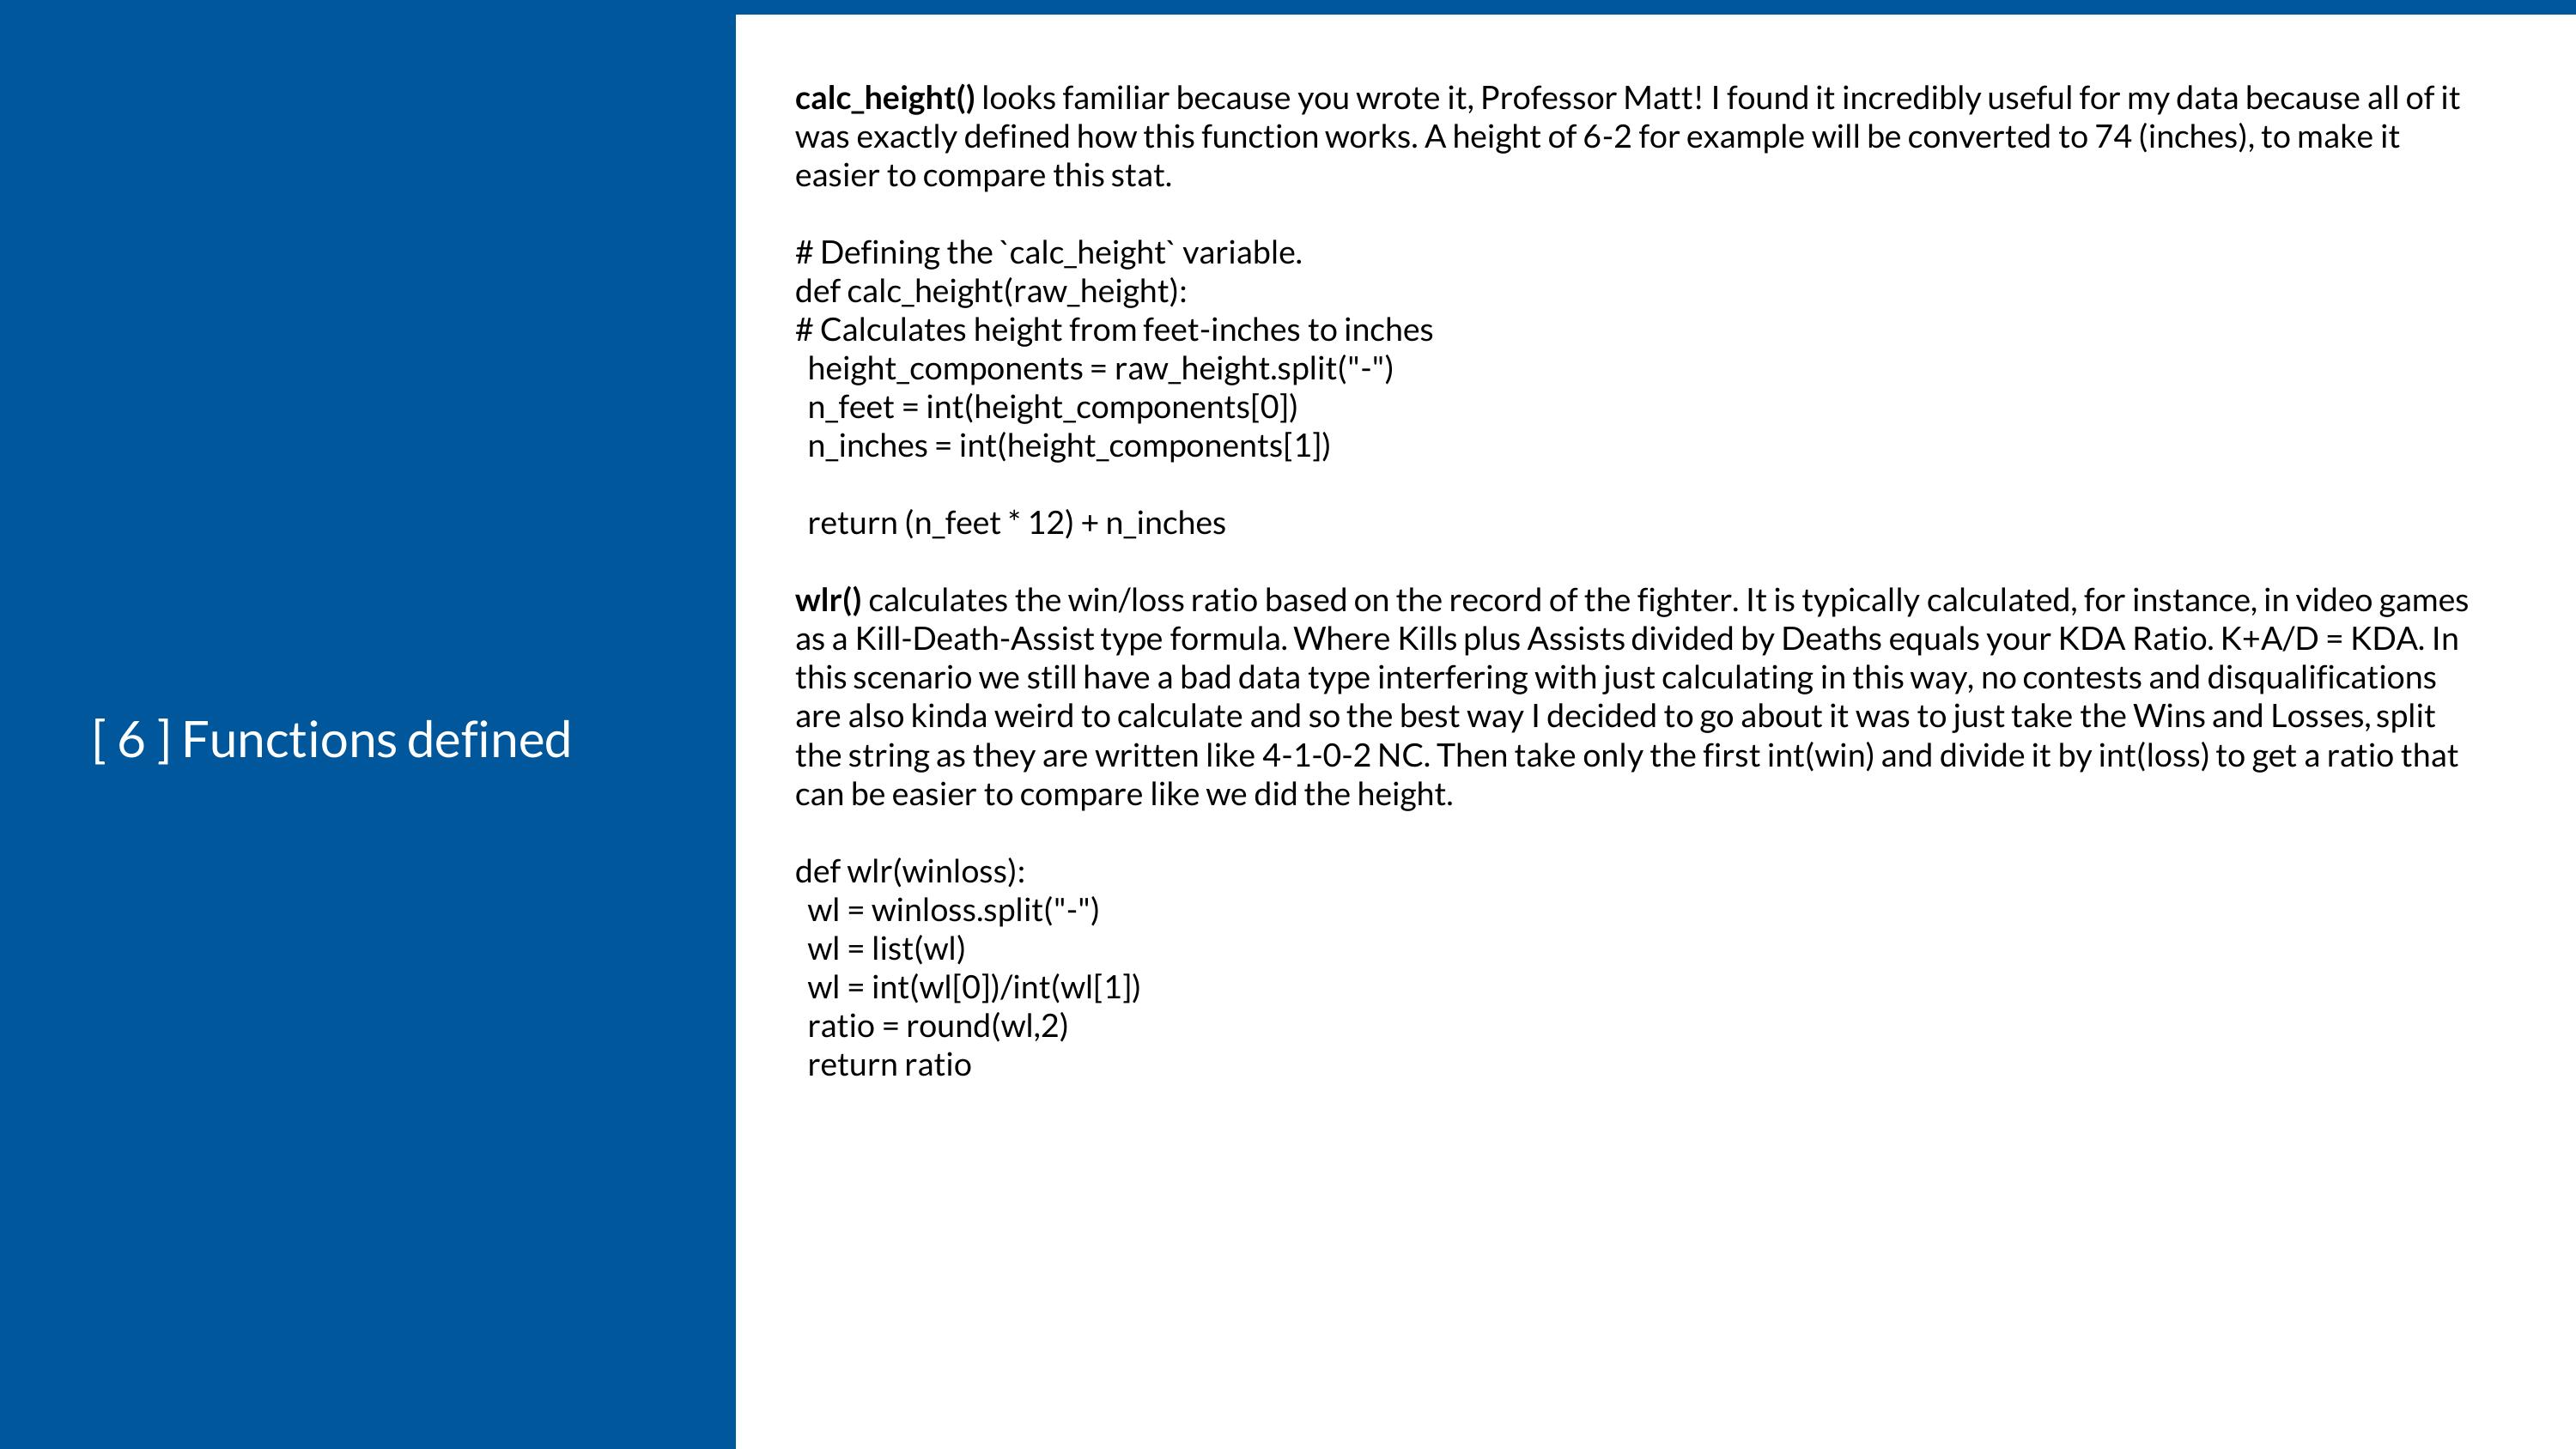 [ 6 ] Functions defined
calc_height() looks familiar because you wrote it, Professor Matt! I found it incredibly useful for my data because all of it
was exactly defined how this function works. A height of 6-2 for example will be converted to 74 (inches), to make it
easier to compare this stat.
# Defining the `calc_height` variable.
def calc_height(raw_height):
# Calculates height from feet-inches to inches
  height_components = raw_height.split("-")
  n_feet = int(height_components[0])
  n_inches = int(height_components[1])
  return (n_feet * 12) + n_inches
wlr() calculates the win/loss ratio based on the record of the fighter. It is typically calculated, for instance, in video games
as a Kill-Death-Assist type formula. Where Kills plus Assists divided by Deaths equals your KDA Ratio. K+A/D = KDA. In
this scenario we still have a bad data type interfering with just calculating in this way, no contests and disqualifications
are also kinda weird to calculate and so the best way I decided to go about it was to just take the Wins and Losses, split
the string as they are written like 4-1-0-2 NC. Then take only the first int(win) and divide it by int(loss) to get a ratio that
can be easier to compare like we did the height.
def wlr(winloss):
  wl = winloss.split("-")
  wl = list(wl)
  wl = int(wl[0])/int(wl[1])
  ratio = round(wl,2)
  return ratio